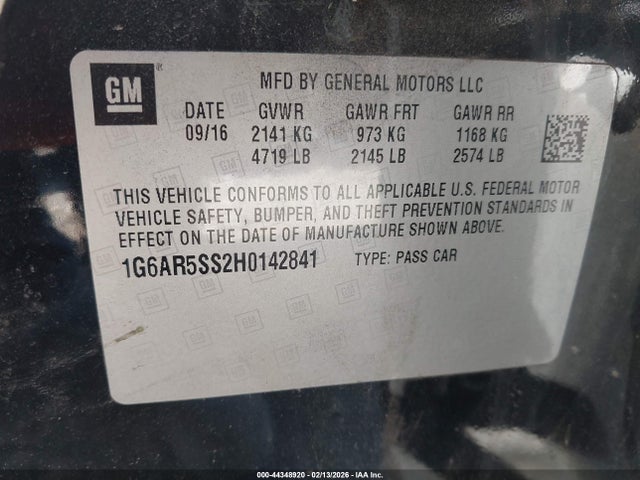 GM
MFD BY GENERAL MOTORS LLC
DATE GVWR GAWR FRT GAWR RR
09/16 2141 KG 973 KG 1168 KG
4719 LB 2145 LB 2574 LB
THIS VEHICLE CONFORMS TO ALL APPLICABLE U.S. FEDERAL MOTOR
VEHICLE SAFETY, BUMPER, AND THEFT PREVENTION STANDARDS IN
EFFECT ON THE DATE OF MANUFACTURE SHOWN ABOVE.
1G6AR5SS2H0142841 TYPE: PASS CAR
000-44348920 - 02/13/2026 - IAA Inc.